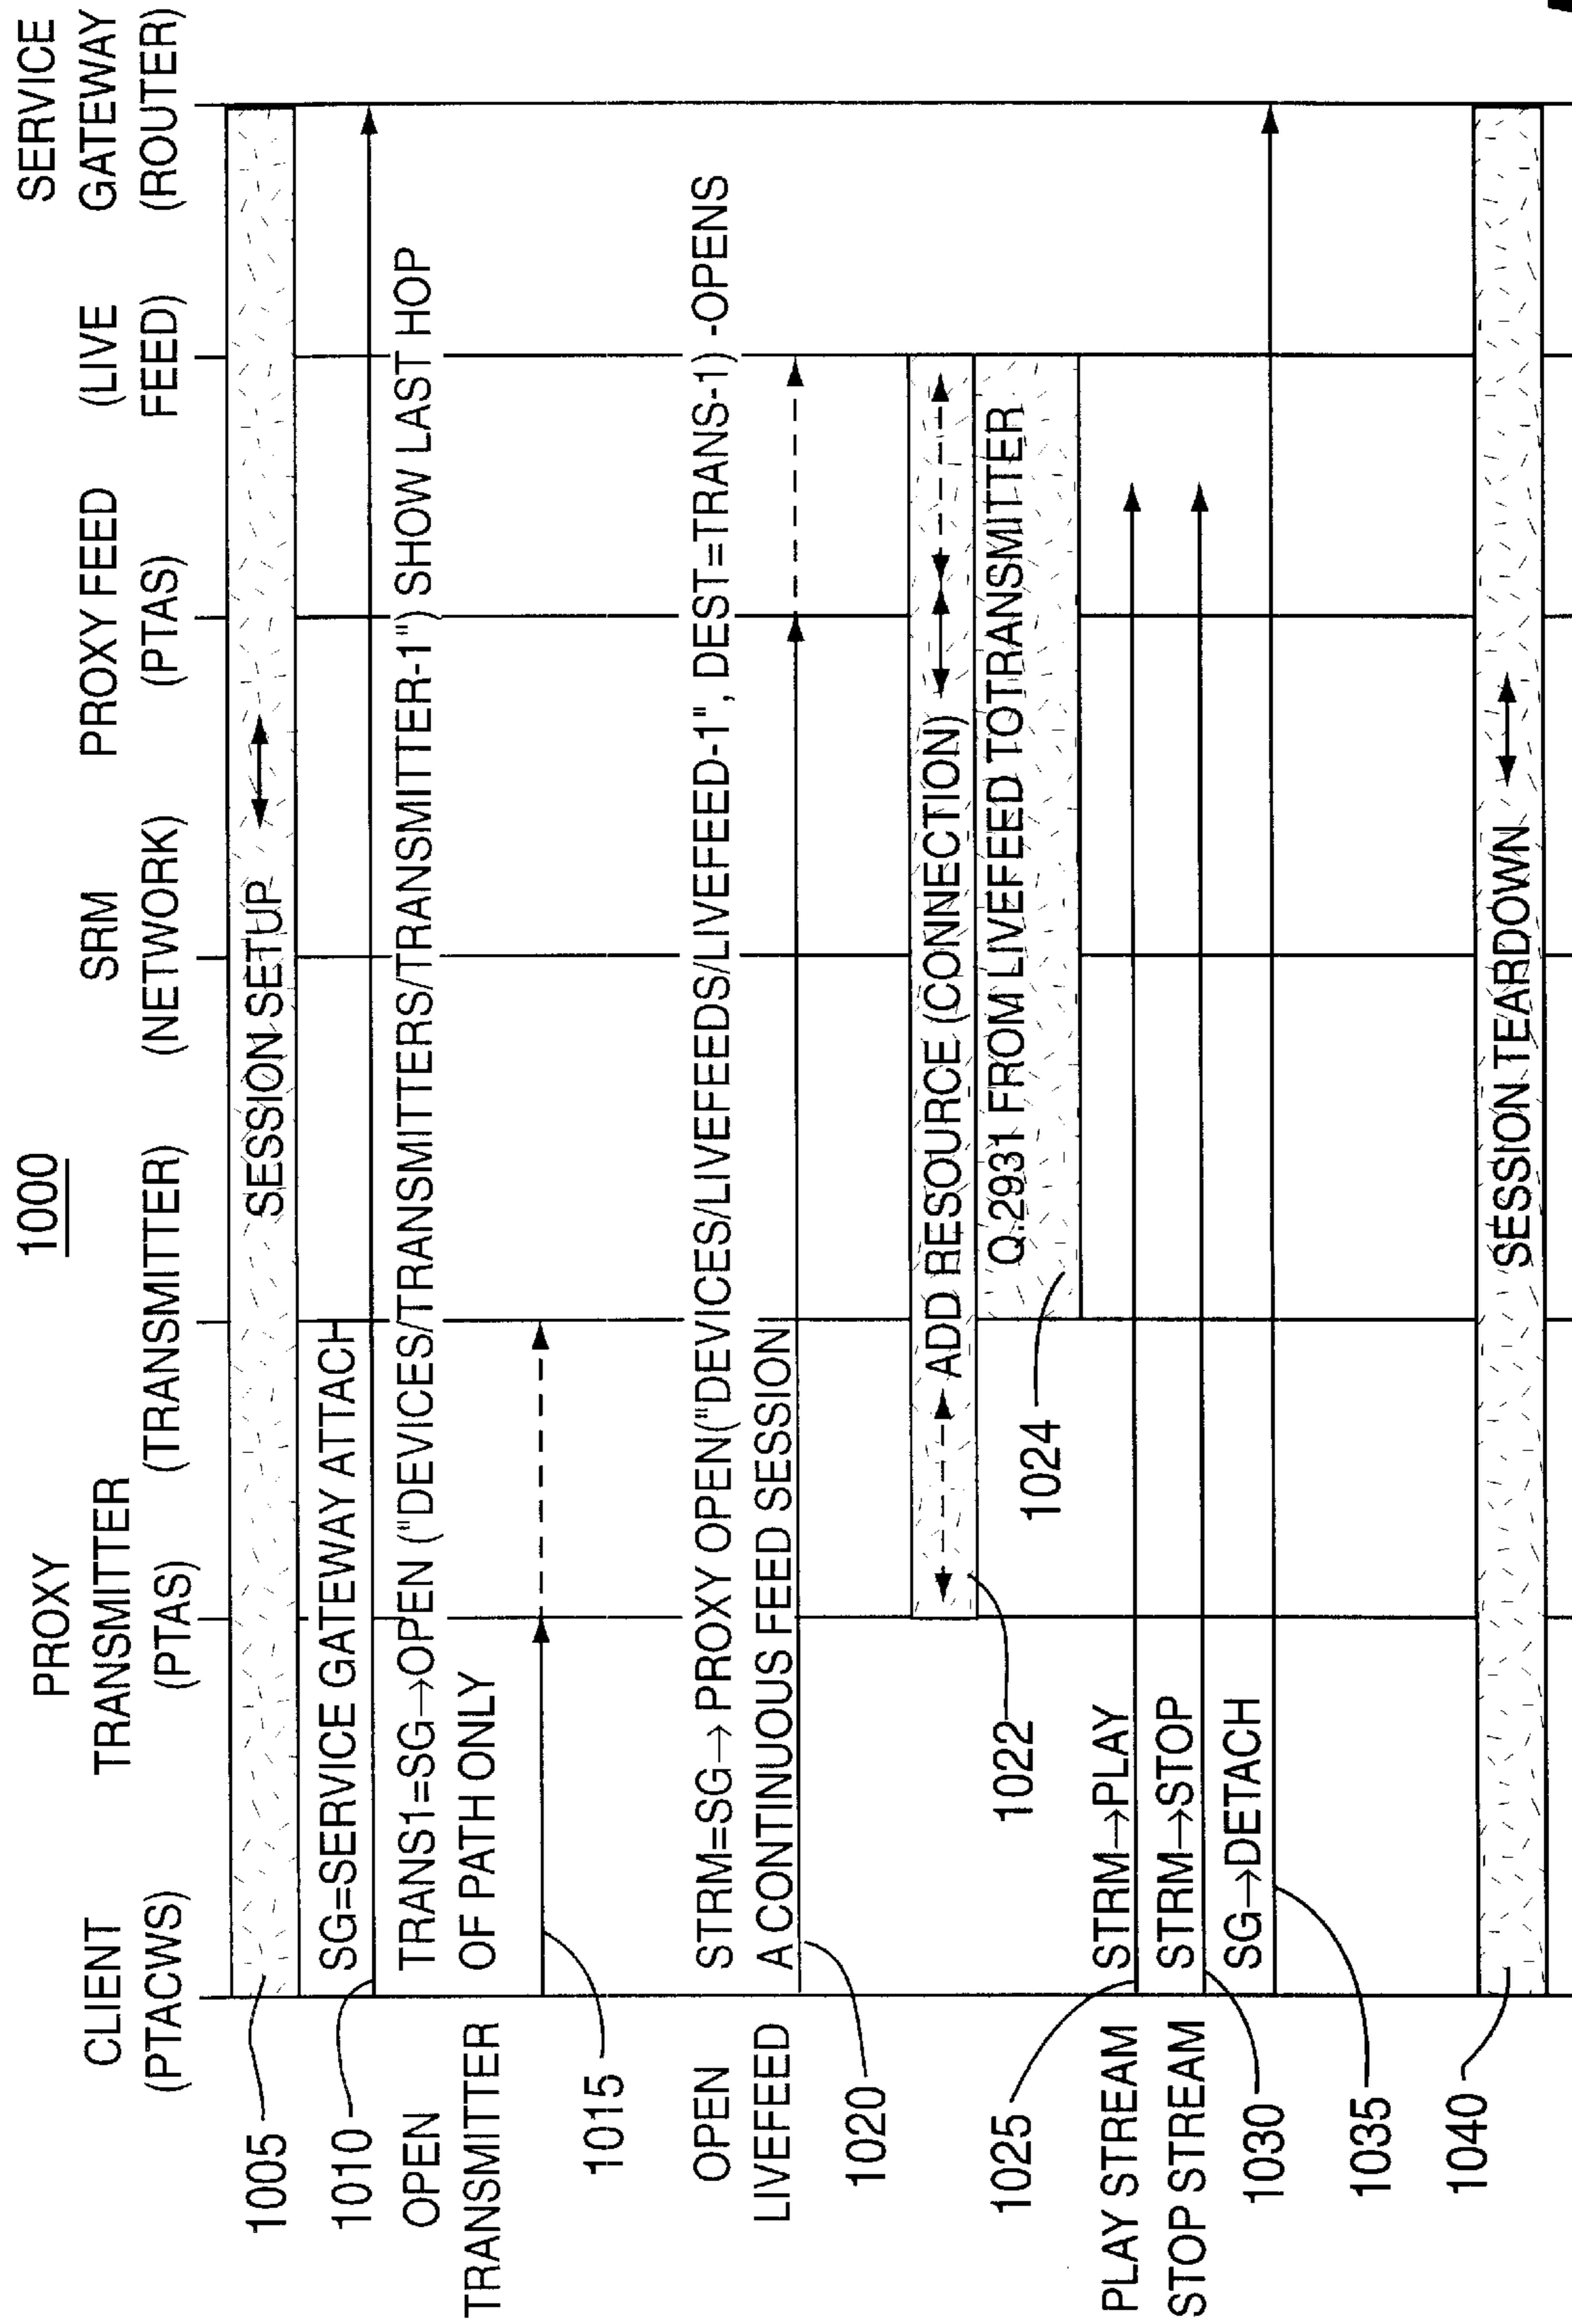 1000
CLIENT
(PTACWS)
PROXY
TRANSMITTER
(PTAS)
(TRANSMITTER)
SRM
(NETWORK)
PROXY FEED
(PTAS)
(LIVE
FEED)
SERVICE
GATEWAY
(ROUTER)
1005
SESSION SETUP
1010
SG=SERVICE GATEWAY ATTACH
OPEN
TRANSMITTER
TRANS1=SG→OPEN ("DEVICES/TRANSMITTERS/TRANSMITTER-1") SHOW LAST HOP
OF PATH ONLY
1015
OPEN
LIVEFEED
STRM=SG→PROXY OPEN("DEVICES/LIVEFEEDS/LIVEFEED-1", DEST=TRANS-1) -OPENS
A CONTINUOUS FEED SESSION
1020
ADD RESOURCE (CONNECTION)
1022
Q.2931 FROM LIVEFEED TOTRANSMITTER
1024
1025
PLAY STREAM
STRM→PLAY
STOP STREAM
STRM→STOP
1030
SG→DETACH
1035
1040
SESSION TEARDOWN